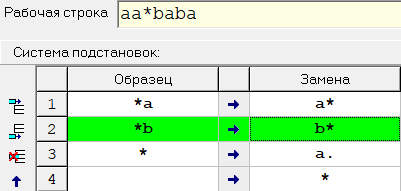 Рабочая строка aa*baba
Система подстановок:
Образец Замена
1 *a → a*
2 *b → b*
3 * → a.
4 → *